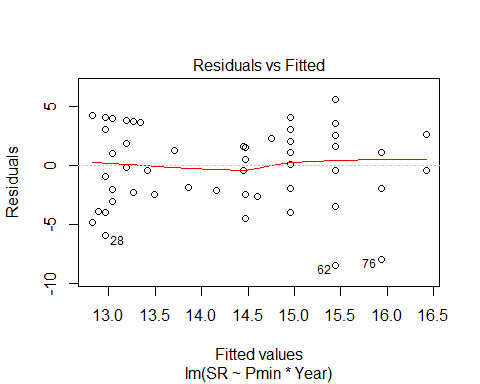 Residuals vs Fitted
Residuals
5
0
-5
-10
28
62
76
13.0 13.5 14.0 14.5 15.0 15.5 16.0 16.5
Fitted values
lm(SR ~ Pmin * Year)